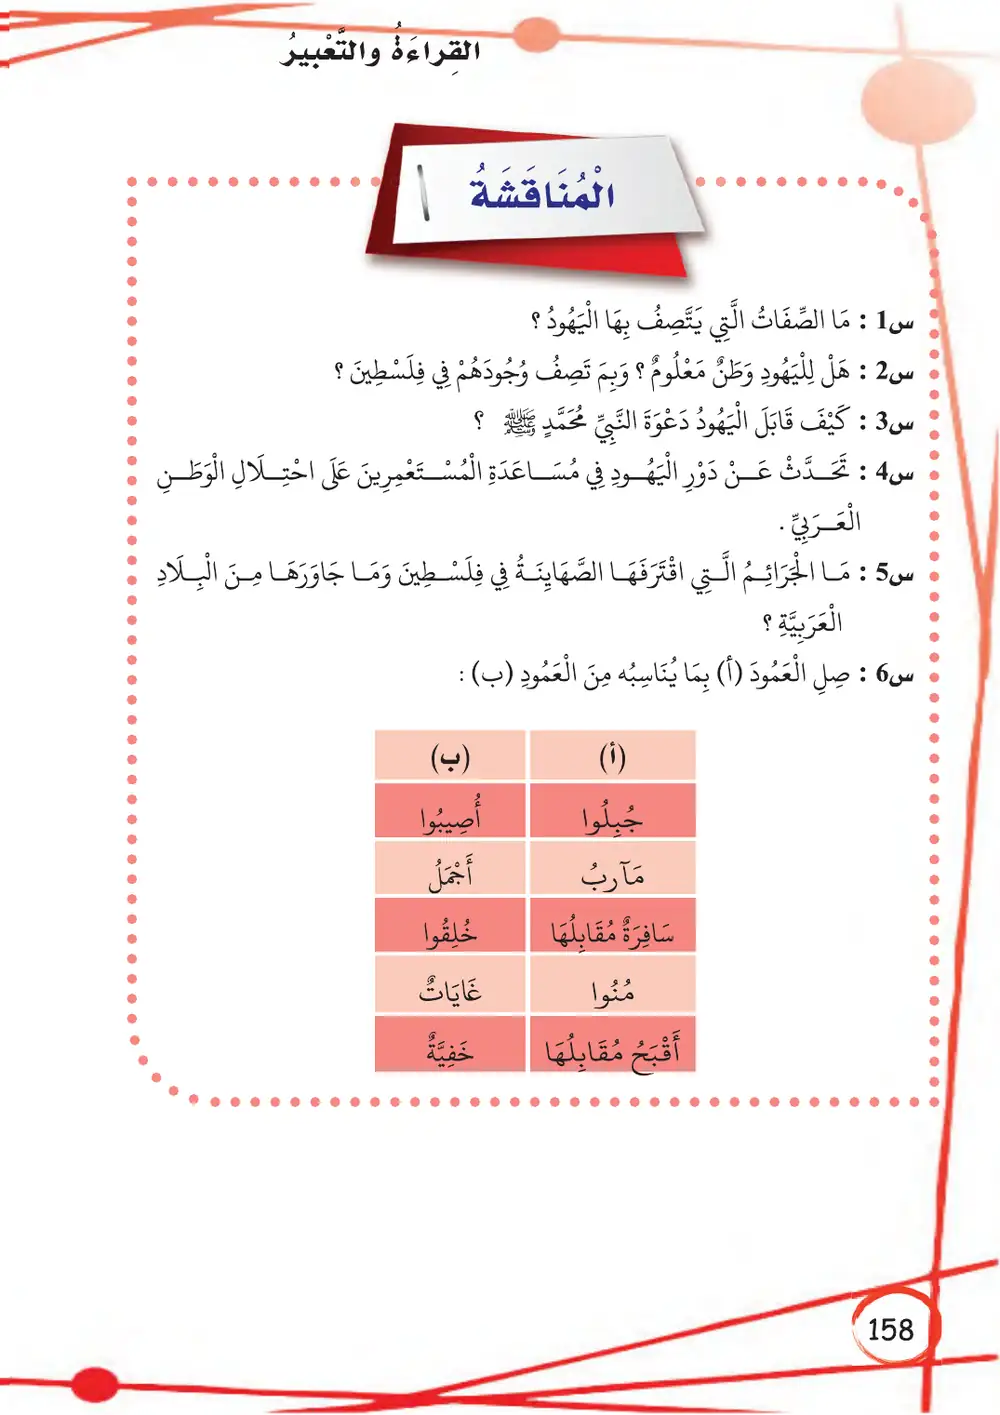 القِراءَةُ والتَّعْبيرُ
الْمُنَاقَشَةُ
س1 : مَا الصِّفَاتُ الَّتِي يَتَّصِفُ بِهَا الْيَهُودُ ؟
س2 : هَلْ لِلْيَهُودِ وَطَنٌ مَعْلُومٌ ؟ وَبِمَ تَصِفُ وُجُودَهُمْ فِي فِلَسْطِينَ ؟
س3 : كَيْفَ قَابَلَ الْيَهُودُ دَعْوَةَ النَّبِيِّ مُحَمَّدٍ ﷺ ؟
س4 : تَحَدَّثْ عَنْ دَوْرِ الْيَهُودِ فِي مُسَاعَدَةِ الْمُسْتَعْمِرِينَ عَلَى احْتِلَالِ الْوَطَنِ
الْعَرَبِيِّ .
س5 : مَا الْجَرَائِمُ الَّتِي اقْتَرَفَهَا الصَّهَايِنَةُ فِي فِلَسْطِينَ وَمَا جَاوَرَهَا مِنَ الْبِلَادِ
الْعَرَبِيَّةِ ؟
س6 : صِلِ الْعَمُودَ (أ) بِمَا يُنَاسِبُه مِنَ الْعَمُودِ (ب) :
(أ) (ب)
جُبِلُوا أُصِيبُوا
مَآرِبُ أَجْمَلُ
سَافِرَةٌ مُقَابِلُهَا خُلِقُوا
مُنُوا غَايَاتٌ
أَقْبَحُ مُقَابِلُهَا خَفِيَّةٌ
158